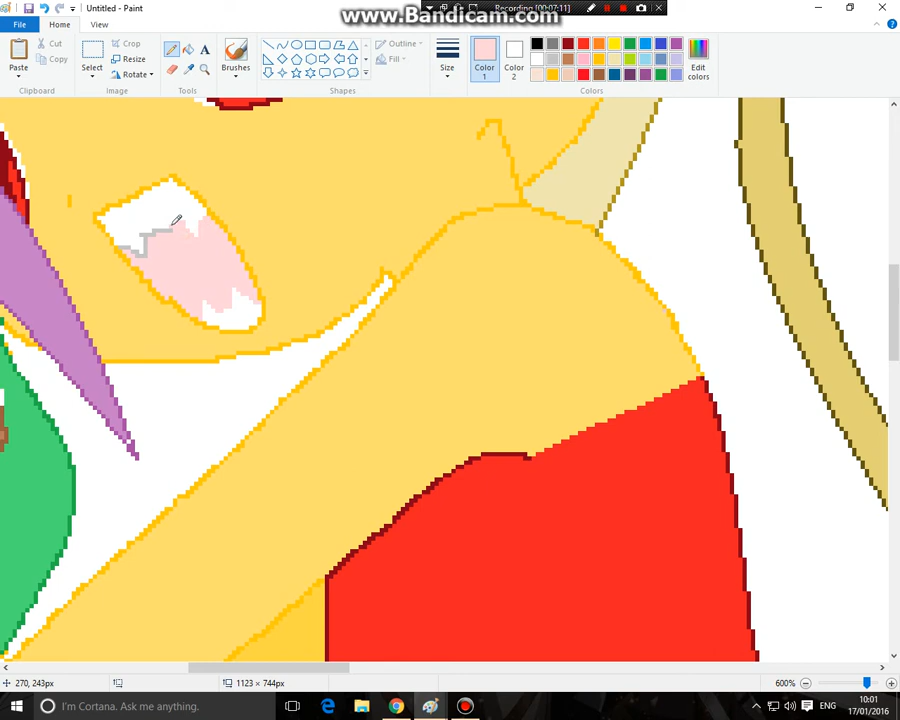 Untitled - Paint
www.Bandicam.com
Recording [00:07:11]
File
Home
View
Paste
Cut
Copy
Clipboard
Select
Crop
Resize
Rotate
Image
Tools
Brushes
Outline
Fill
Shapes
Size
Color 1
Color 2
Edit colors
Colors
270, 243px
1123 × 744px
600%
I'm Cortana. Ask me anything.
ENG
10:01
17/01/2016